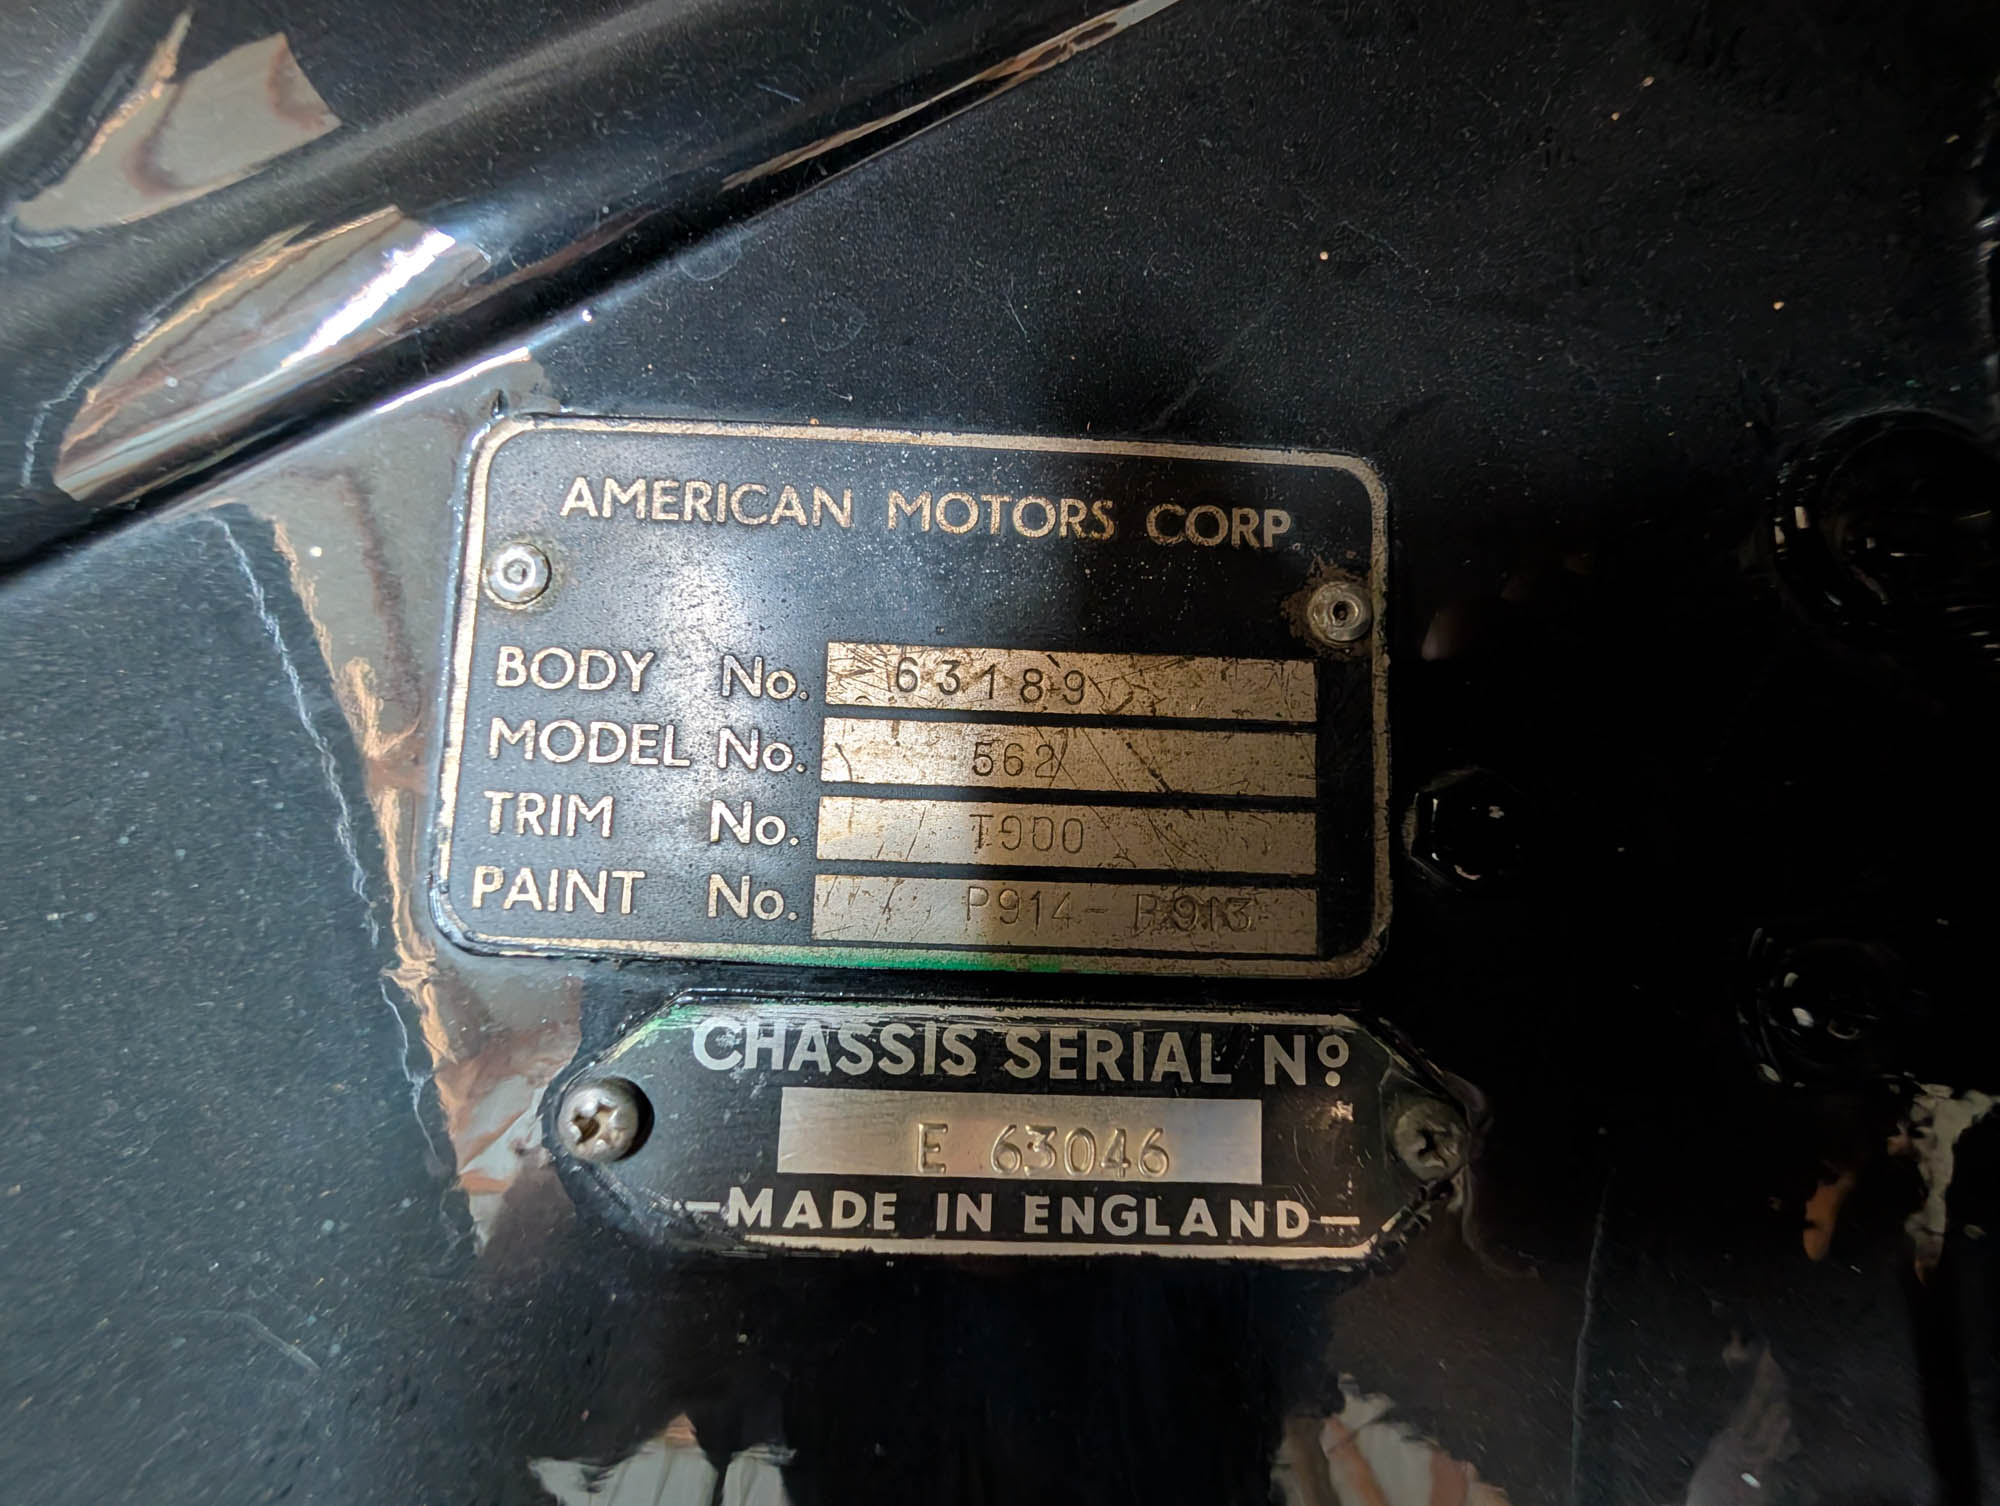 AMERICAN MOTORS CORP.
BODY No. 63189
MODEL No. 562
TRIM No. T900
PAINT No. P914-P913
CHASSIS SERIAL Nº
E 63046
-MADE IN ENGLAND-